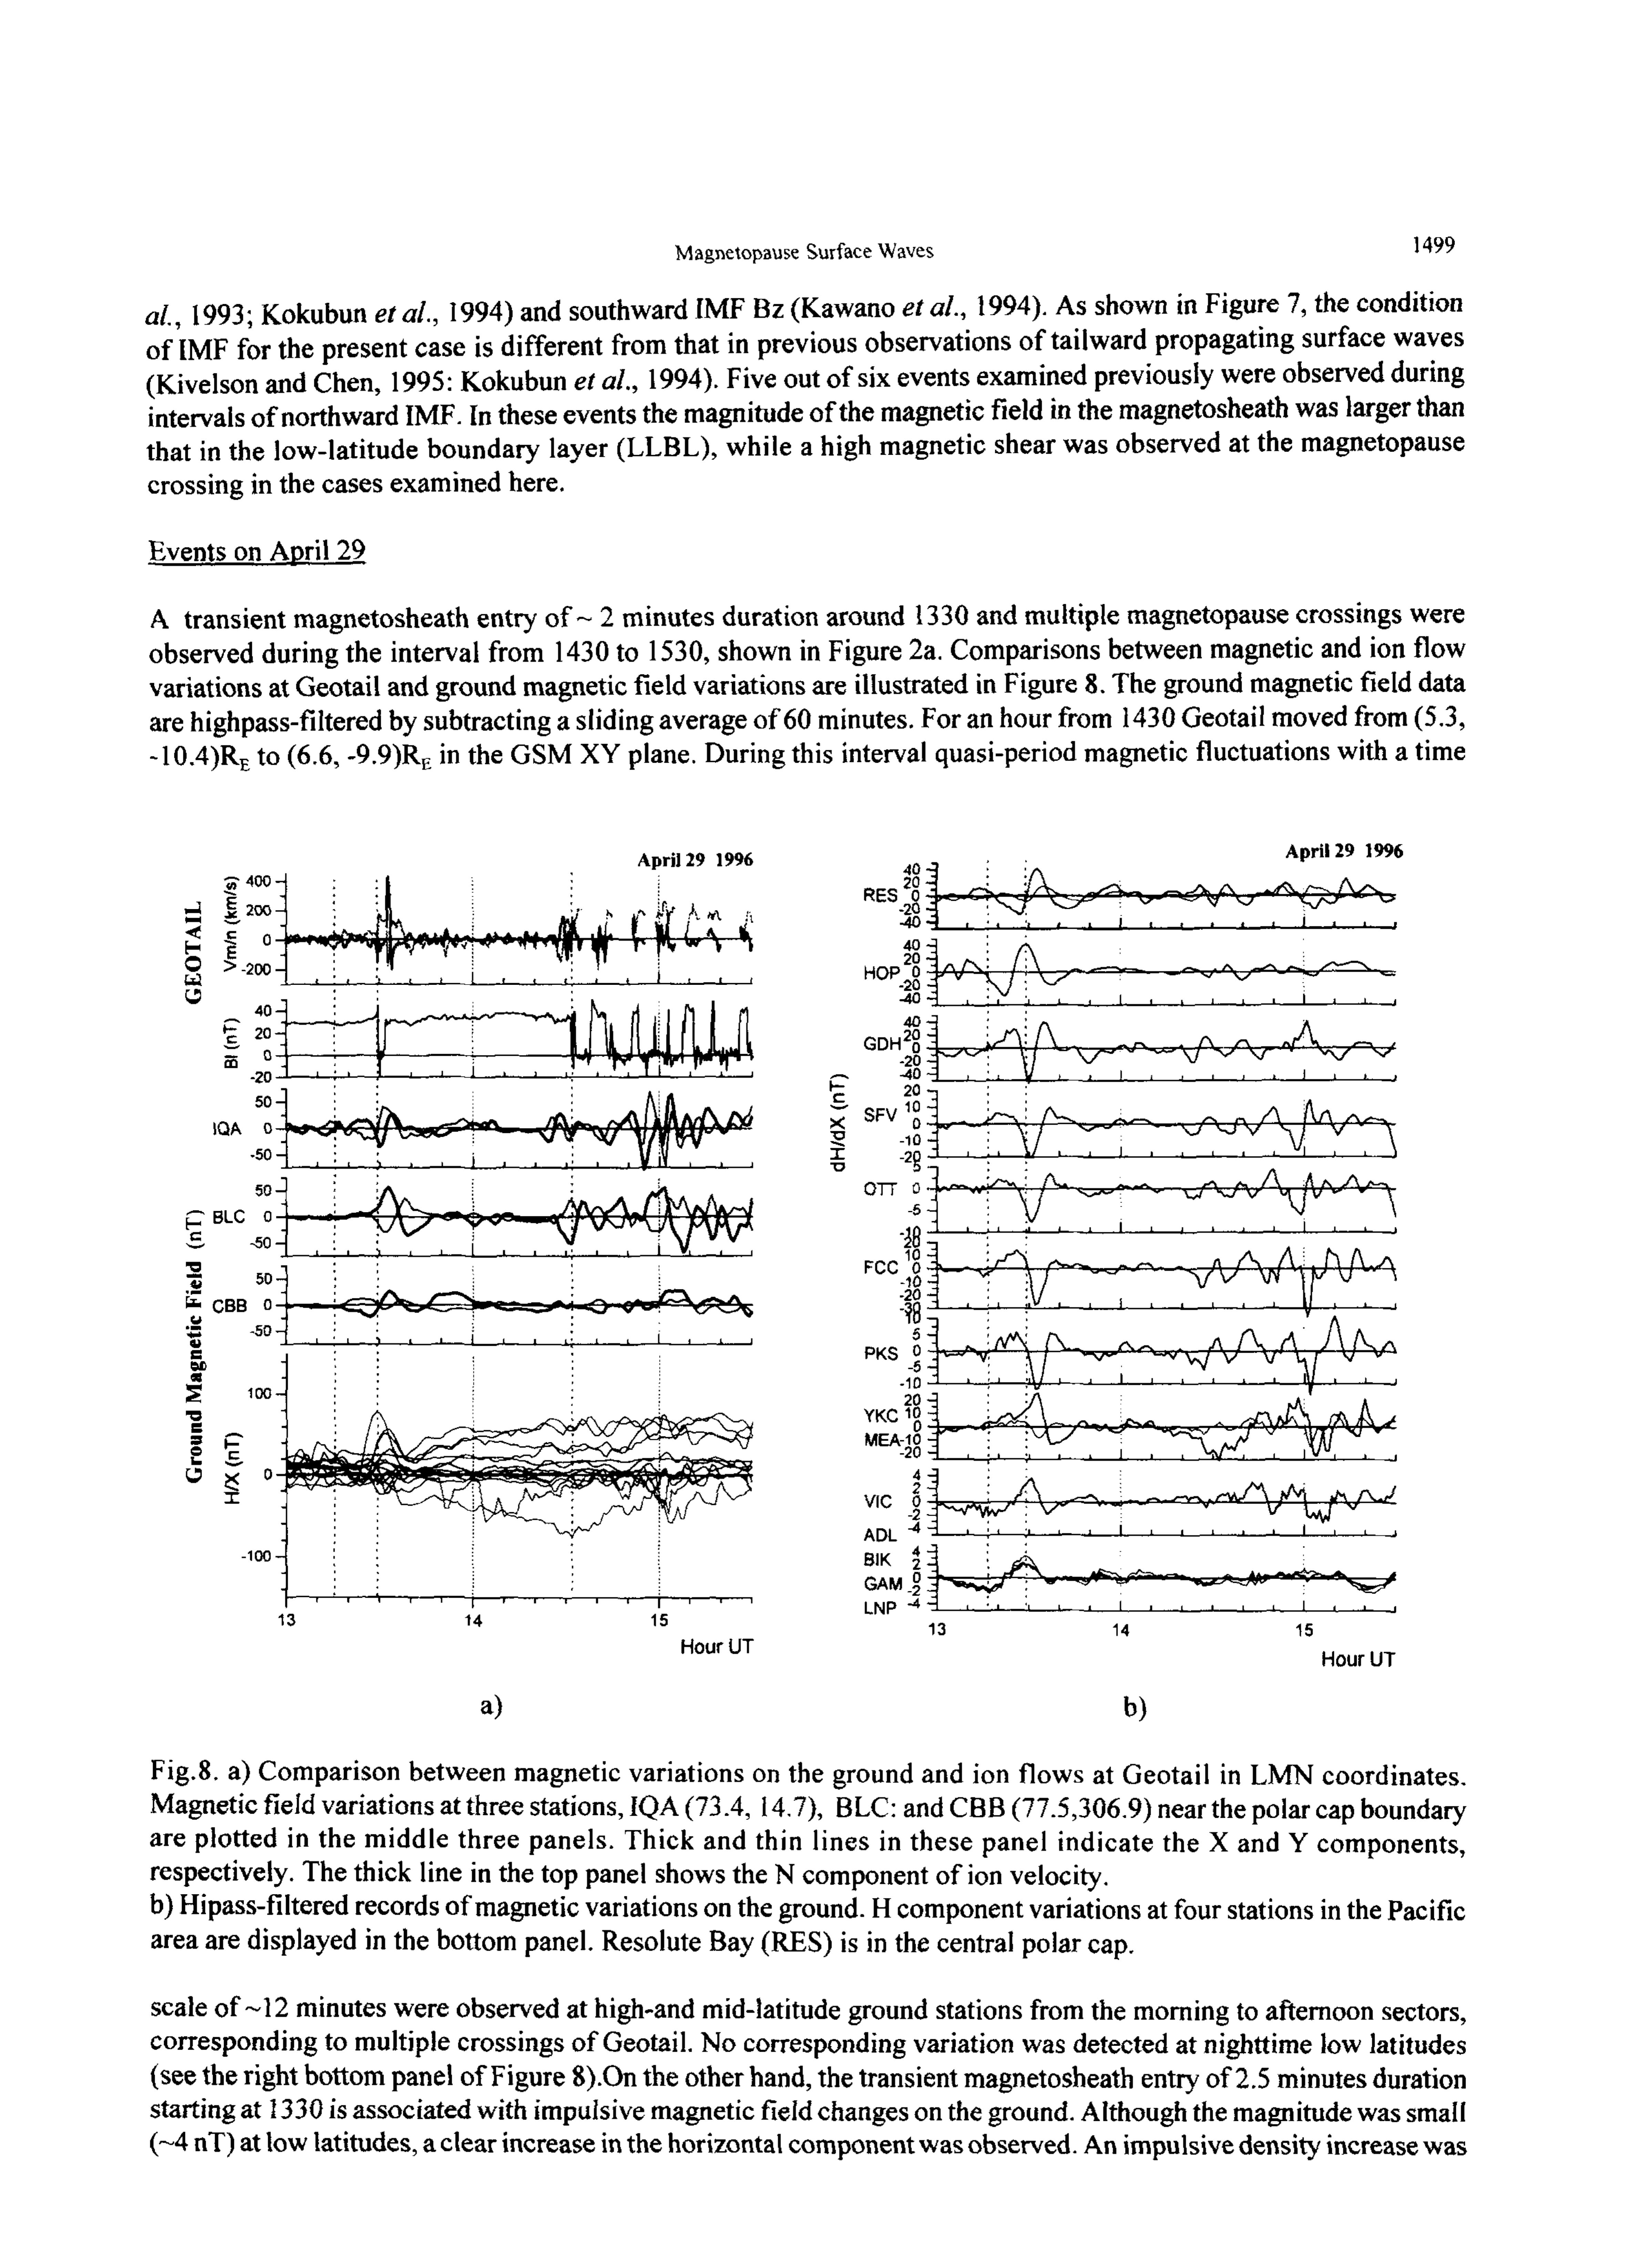 Magnetopause Surface Waves
1499
al., 1993; Kokubun et al., 1994) and southward IMF Bz (Kawano et al., 1994). As shown in Figure 7, the condition
of IMF for the present case is different from that in previous observations of tailward propagating surface waves
(Kivelson and Chen, 1995: Kokubun et al., 1994). Five out of six events examined previously were observed during
intervals of northward IMF. In these events the magnitude of the magnetic field in the magnetosheath was larger than
that in the low-latitude boundary layer (LLBL), while a high magnetic shear was observed at the magnetopause
crossing in the cases examined here.
Events on April 29
A transient magnetosheath entry of ~ 2 minutes duration around 1330 and multiple magnetopause crossings were
observed during the interval from 1430 to 1530, shown in Figure 2a. Comparisons between magnetic and ion flow
variations at Geotail and ground magnetic field variations are illustrated in Figure 8. The ground magnetic field data
are highpass-filtered by subtracting a sliding average of 60 minutes. For an hour from 1430 Geotail moved from (5.3,
-10.4)RE to (6.6, -9.9)RE in the GSM XY plane. During this interval quasi-period magnetic fluctuations with a time
April 29 1996
GEOTAIL
Vm/n (km/s)
400
200
0
-200
Bl (nT)
40
20
0
-20
Ground Magnetic Field (nT)
IQA
50
0
-50
BLC
50
0
-50
CBB
50
0
-50
H/X (nT)
100
0
-100
13
14
15
Hour UT
a)
April 29 1996
dH/dX (nT)
RES
40
20
0
-20
-40
HOP
40
20
0
-20
-40
GDH
40
20
0
-20
-40
SFV
20
10
0
-10
-20
OTT
5
0
-5
-10
FCC
20
10
0
-10
-20
-30
PKS
10
5
0
-5
-10
YKC
MEA
20
10
0
-10
-20
VIC
4
2
0
-2
-4
ADL
BIK
GAM
LNP
4
2
0
-2
-4
13
14
15
Hour UT
b)
Fig.8. a) Comparison between magnetic variations on the ground and ion flows at Geotail in LMN coordinates.
Magnetic field variations at three stations, IQA (73.4, 14.7), BLC: and CBB (77.5,306.9) near the polar cap boundary
are plotted in the middle three panels. Thick and thin lines in these panel indicate the X and Y components,
respectively. The thick line in the top panel shows the N component of ion velocity.
b) Hipass-filtered records of magnetic variations on the ground. H component variations at four stations in the Pacific
area are displayed in the bottom panel. Resolute Bay (RES) is in the central polar cap.
scale of ~12 minutes were observed at high-and mid-latitude ground stations from the morning to afternoon sectors,
corresponding to multiple crossings of Geotail. No corresponding variation was detected at nighttime low latitudes
(see the right bottom panel of Figure 8).On the other hand, the transient magnetosheath entry of 2.5 minutes duration
starting at 1330 is associated with impulsive magnetic field changes on the ground. Although the magnitude was small
(~4 nT) at low latitudes, a clear increase in the horizontal component was observed. An impulsive density increase was